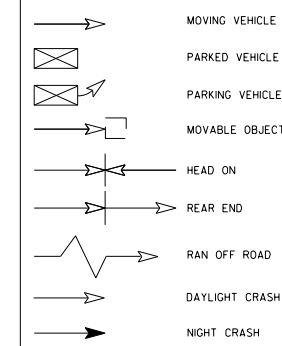 MOVING VEHICLE
PARKED VEHICLE
PARKING VEHICLE
MOVABLE OBJECT
HEAD ON
REAR END
RAN OFF ROAD
DAYLIGHT CRASH
NIGHT CRASH